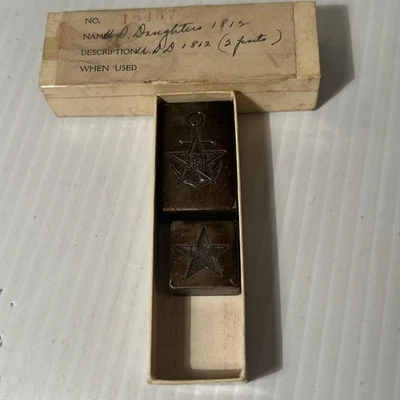 NO.
NAME U.S. Daughters 1812
DESCRIPTION U.S.D 1812 (2 parts)
WHEN USED